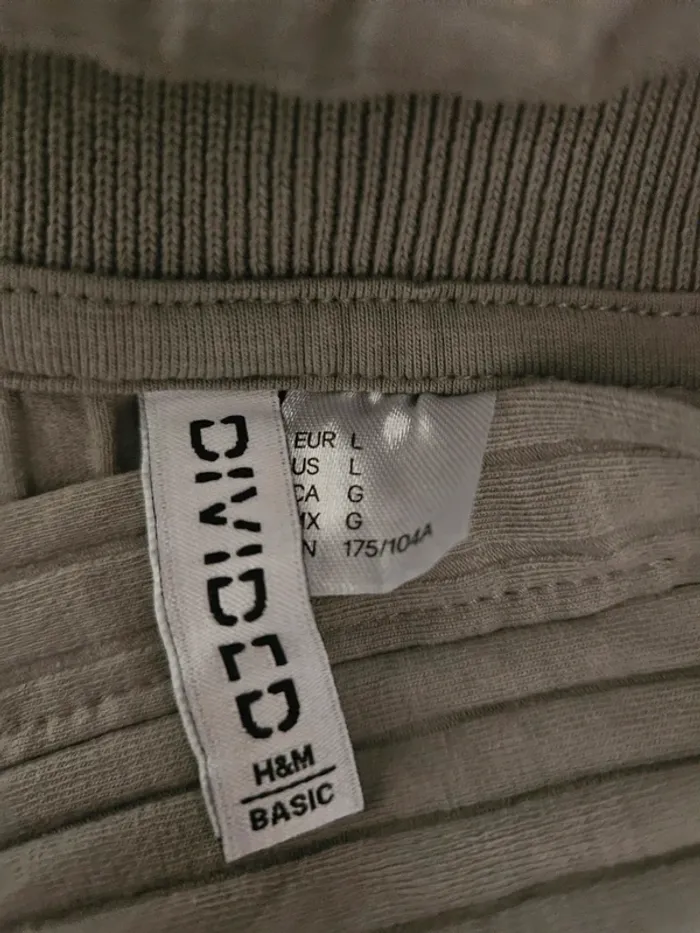 DIVIDED
H&M
BASIC
EUR L
US L
CA G
MX G
N 175/104A